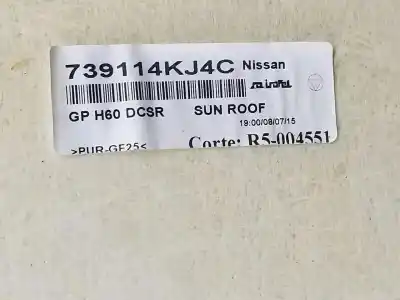 739114KJ4C Nissan
GP H60 DCSR SUN ROOF
19:00/08/07/15
>PUR-GF25< Corte: R5-004551